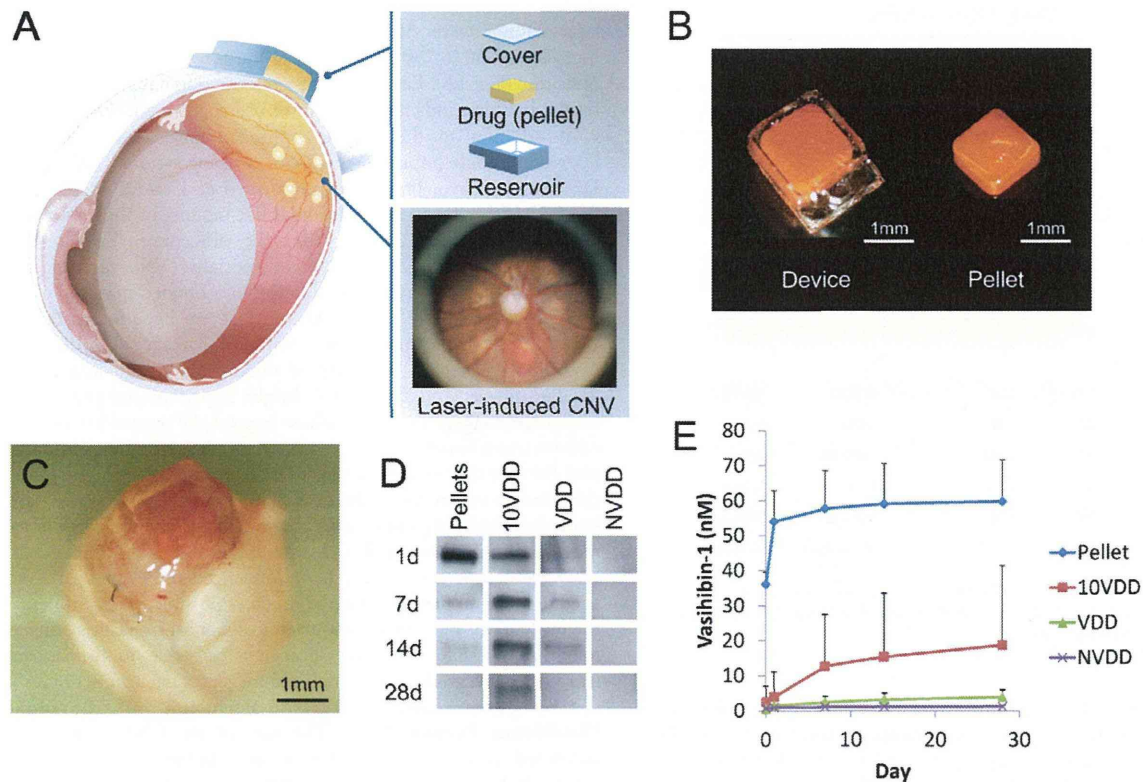 A
Cover
Drug (pellet)
Reservoir
Laser-induced CNV
B
1mm
1mm
Device
Pellet
C
1mm
D
Pellets
10VDD
VDD
NVDD
1d
7d
14d
28d
E
Vasihibin-1 (nM)
80
70
60
50
40
30
20
10
0
0
10
20
30
Day
Pellet
10VDD
VDD
NVDD